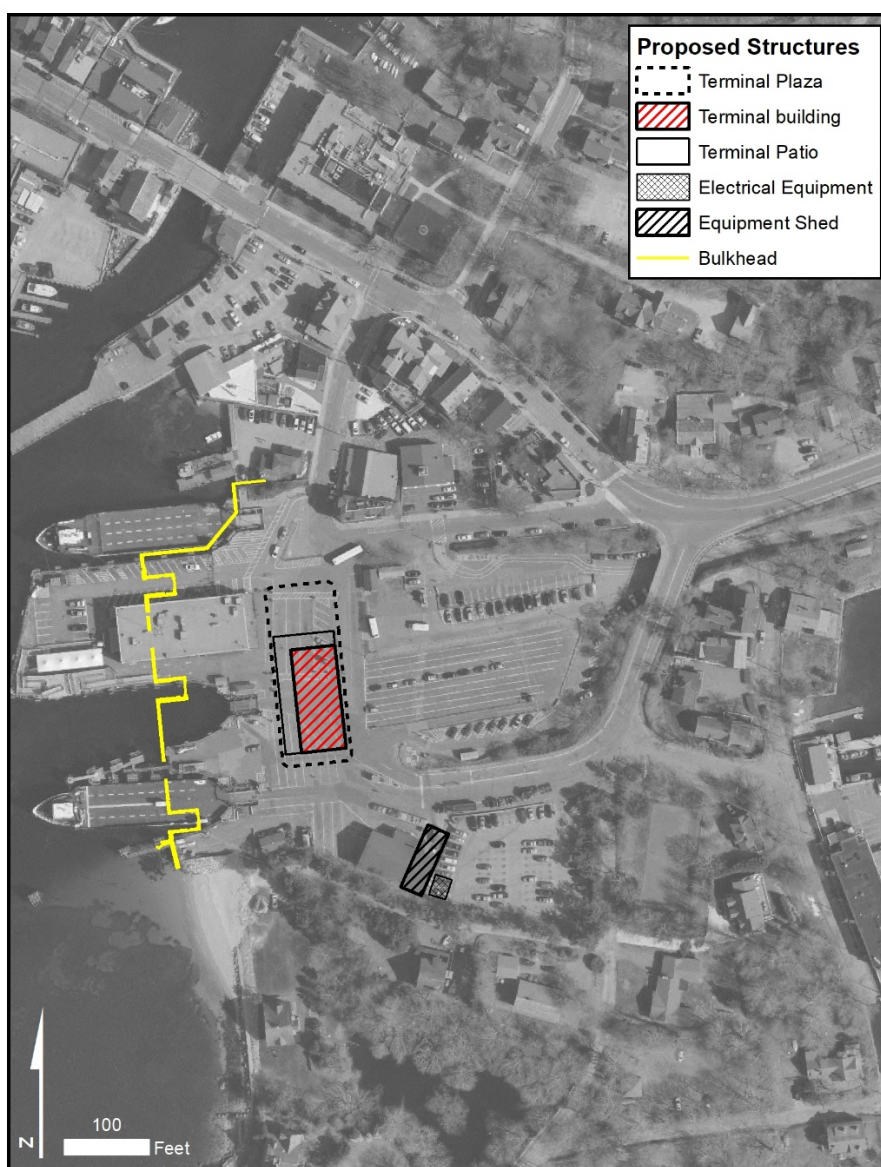 Proposed Structures
Terminal Plaza
Terminal building
Terminal Patio
Electrical Equipment
Equipment Shed
Bulkhead
N
100
Feet